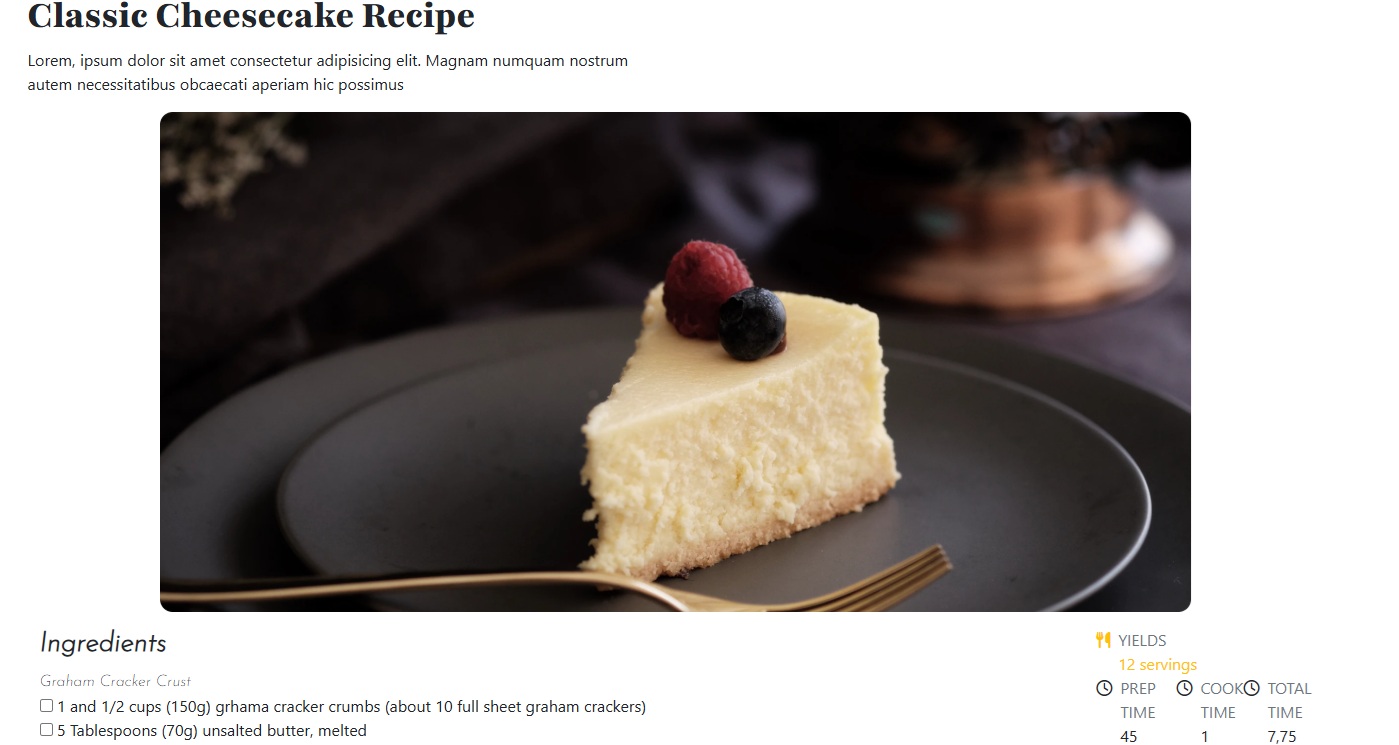 Classic Cheesecake Recipe
Lorem, ipsum dolor sit amet consectetur adipisicing elit. Magnam numquam nostrum
autem necessitatibus obcaecati aperiam hic possimus
Ingredients
Graham Cracker Crust
1 and 1/2 cups (150g) grhama cracker crumbs (about 10 full sheet graham crackers)
5 Tablespoons (70g) unsalted butter, melted
YIELDS
12 servings
PREP COOK TOTAL
TIME TIME TIME
45 1 7,75